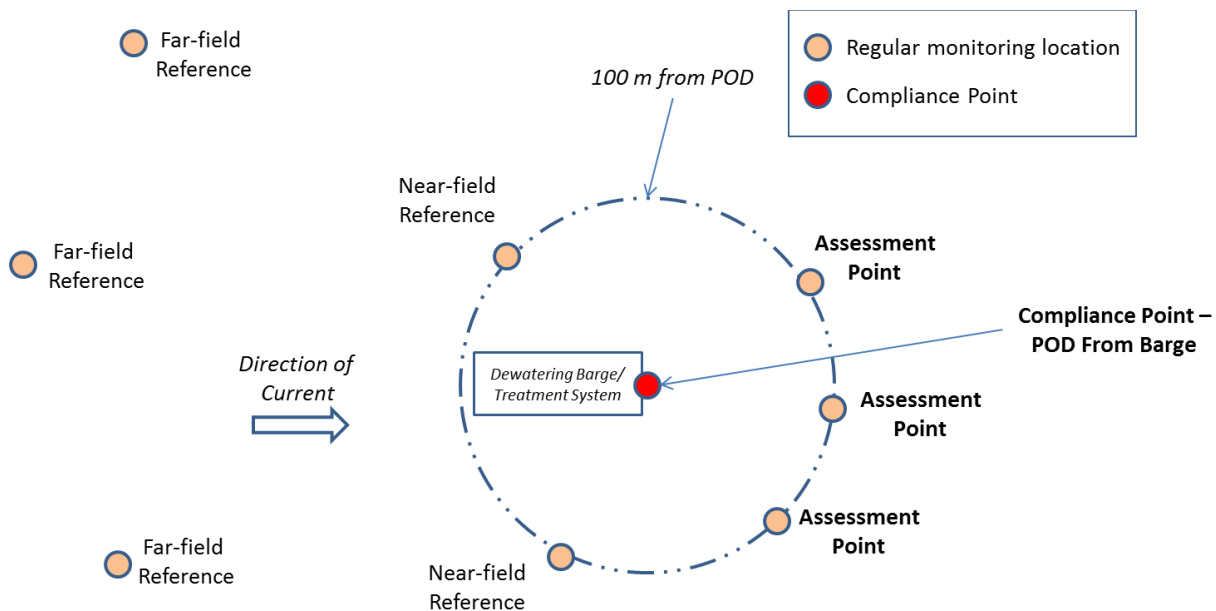 Far-field
Reference
100 m from POD
Regular monitoring location
Compliance Point
Near-field
Reference
Far-field
Reference
Assessment
Point
Compliance Point –
POD From Barge
Direction of
Current
Dewatering Barge/
Treatment System
Assessment
Point
Assessment
Point
Far-field
Reference
Near-field
Reference